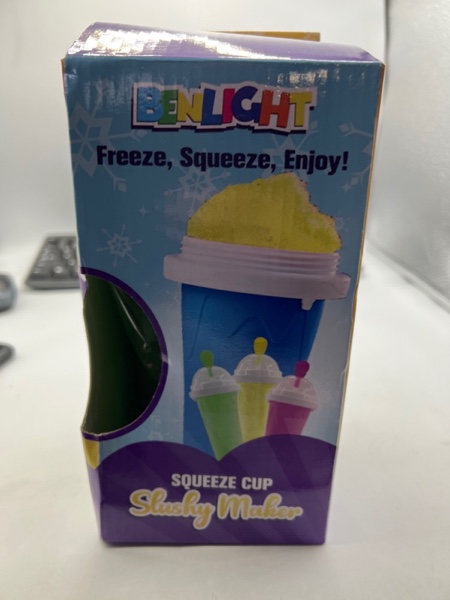 BENLIGHT
Freeze, Squeeze, Enjoy!
SQUEEZE CUP
Slushy Maker